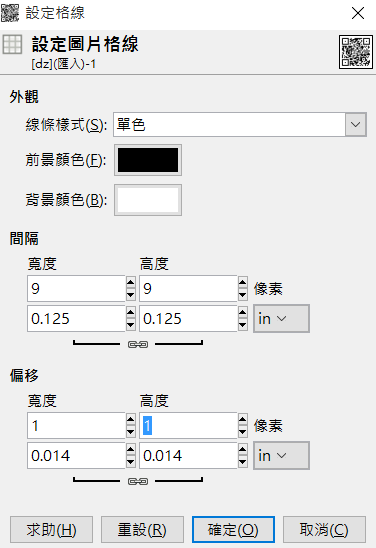 設定格線
設定圖片格線
[dz](匯入)-1
外觀
線條樣式(S): 單色
前景顏色(F):
背景顏色(B):
間隔
寬度 高度
9 9 像素
0.125 0.125 in
偏移
寬度 高度
1 1 像素
0.014 0.014 in
求助(H) 重設(R) 確定(O) 取消(C)